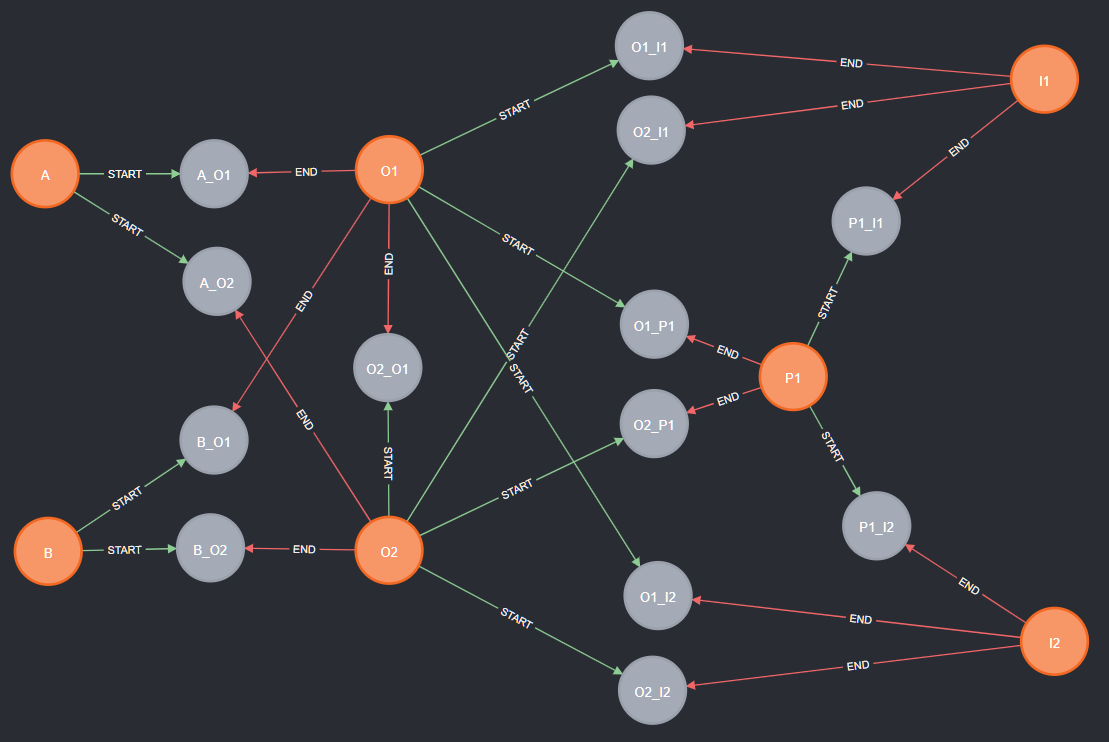 O1_I1
END
I1
START
END
O2_I1
A
START
A_O1
END
O1
END
START
P1_I1
START
END
A_O2
START
END
O1_P1
START
END
P1
O2_O1
START
START
END
O2_P1
END
B_O1
START
START
START
START
P1_I2
B
START
B_O2
END
O2
END
O1_I2
START
END
I2
END
O2_I2